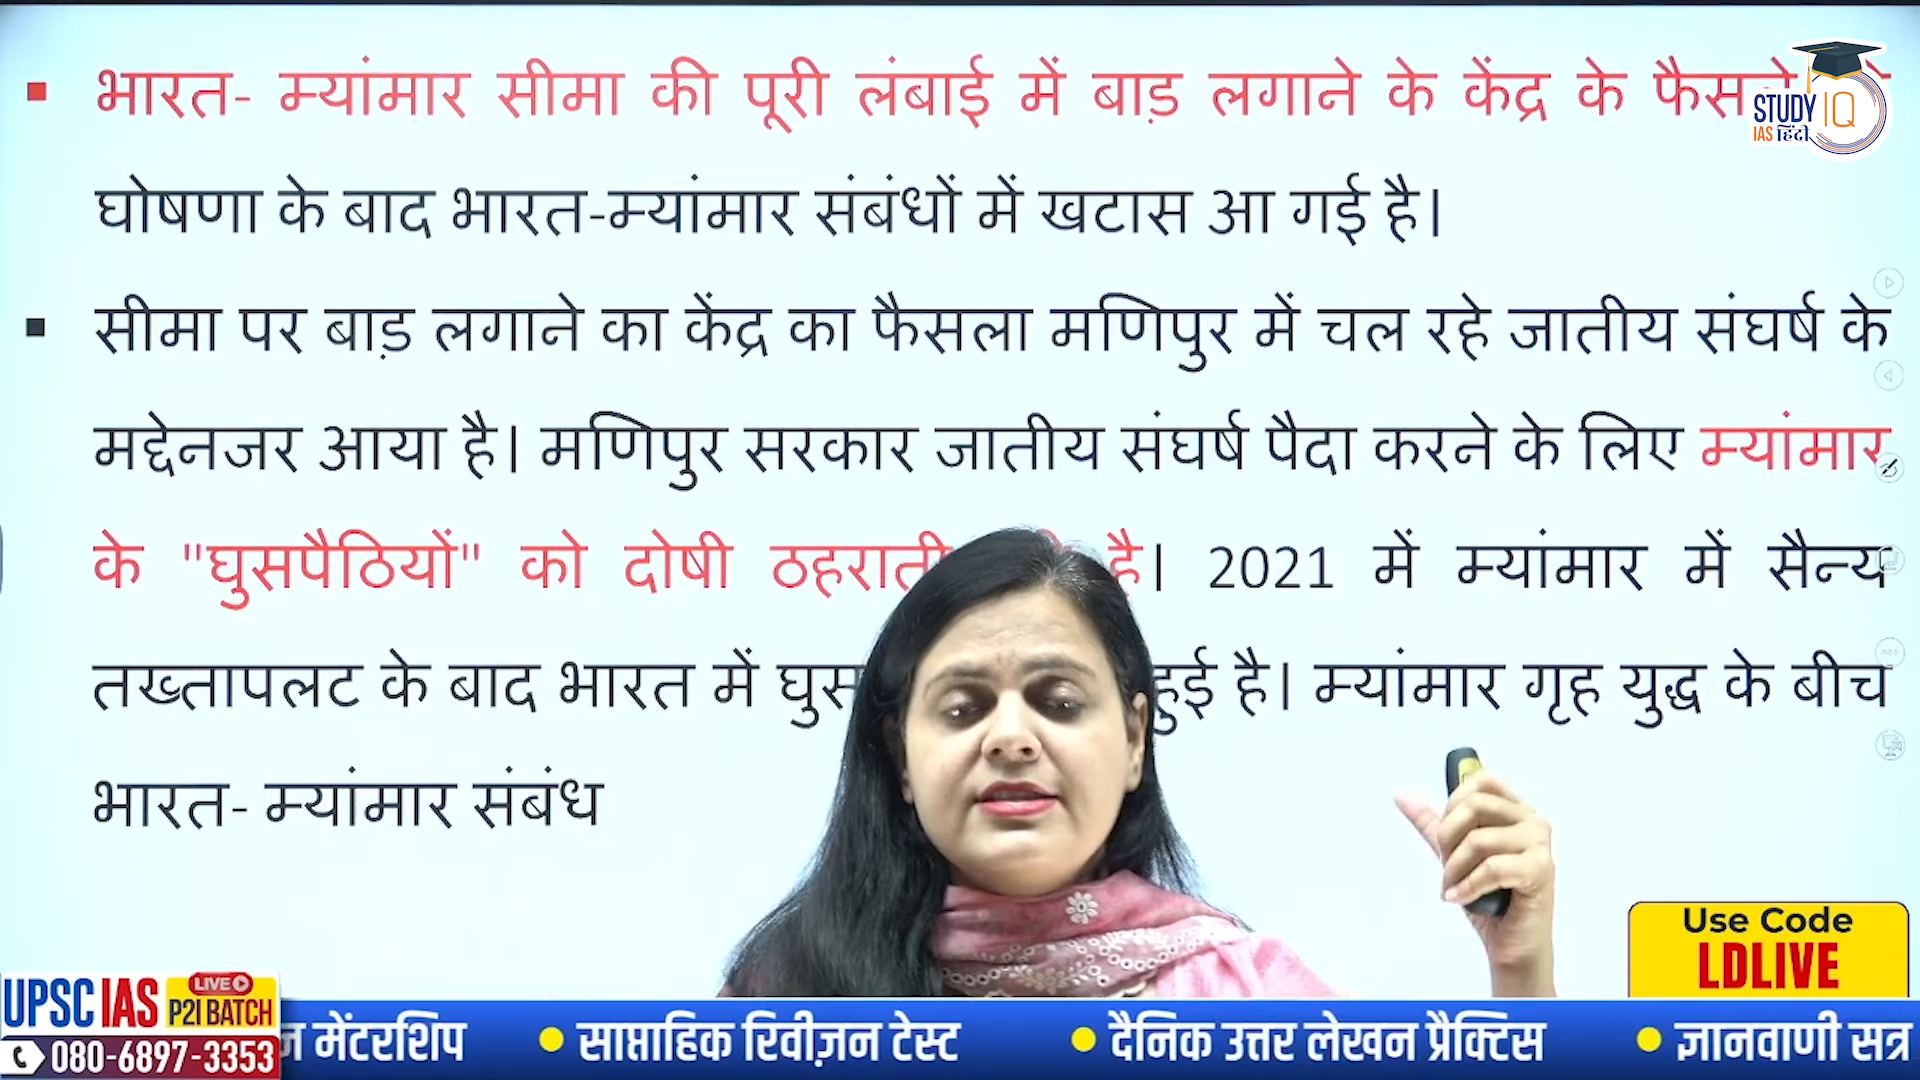 भारत- म्यांमार सीमा की पूरी लंबाई में बाड़ लगाने के केंद्र के
घोषणा के बाद भारत-म्यांमार संबंधों में खटास आ गई है।
सीमा पर बाड़ लगाने का केंद्र का फैसला मणिपुर में चल रहे जातीय संघर्ष के
मद्देनजर आया है। मणिपुर सरकार जातीय संघर्ष पैदा करने के लिए म्यांमार
के "घुसपैठियों" को दोषी है। 2021 में म्यांमार में सैन्य
तख्तापलट के बाद भारत में हुई है। म्यांमार गृह युद्ध के बीच
भारत- म्यांमार संबंध
STUDY IQ
IAS हिंदी
Use Code
LDLIVE
UPSC IAS LIVE P2I BATCH
080-6897-3353
मेंटरशिप • साप्ताहिक रिवीज़न टेस्ट • दैनिक उत्तर लेखन प्रैक्टिस • ज्ञानवाणी सत्र